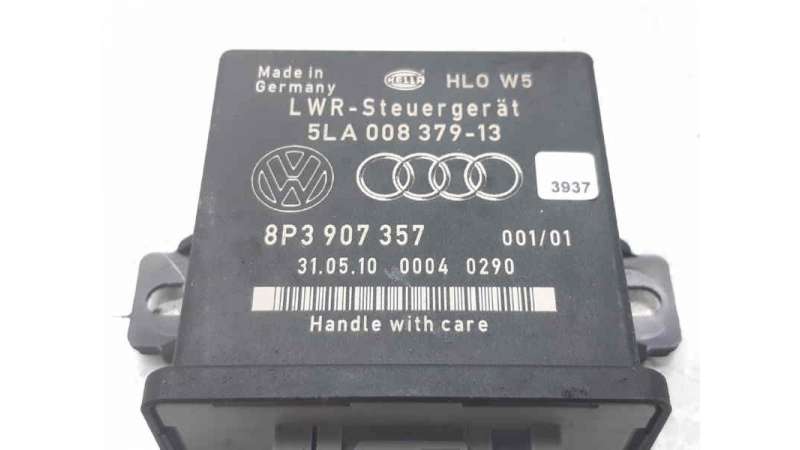 Made in
Germany
HELLA
HLO W5
LWR-Steuergerät
5LA 008 379-13
3937
8P3 907 357
001/01
31.05.10 0004 0290
Handle with care